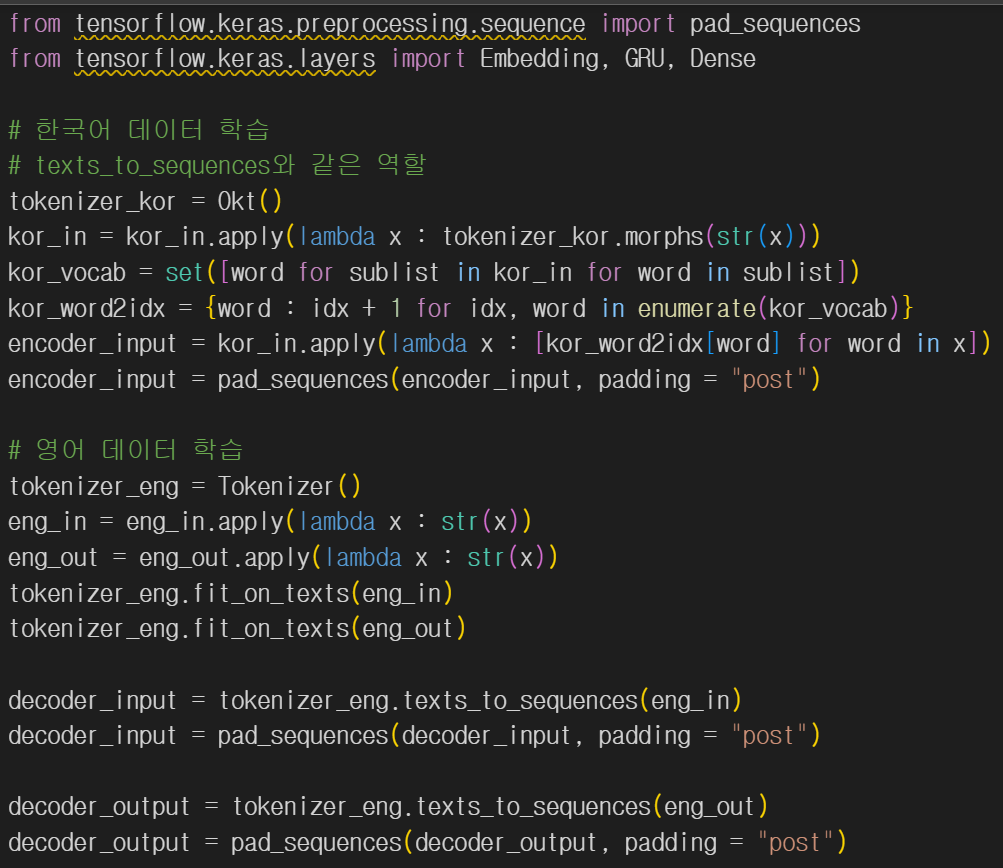 from tensorflow.keras.preprocessing.sequence import pad_sequences
from tensorflow.keras.layers import Embedding, GRU, Dense
# 한국어 데이터 학습
# texts_to_sequences와 같은 역할
tokenizer_kor = Okt()
kor_in = kor_in.apply(lambda x : tokenizer_kor.morphs(str(x)))
kor_vocab = set([word for sublist in kor_in for word in sublist])
kor_word2idx = {word : idx + 1 for idx, word in enumerate(kor_vocab)}
encoder_input = kor_in.apply(lambda x : [kor_word2idx[word] for word in x])
encoder_input = pad_sequences(encoder_input, padding = "post")
# 영어 데이터 학습
tokenizer_eng = Tokenizer()
eng_in = eng_in.apply(lambda x : str(x))
eng_out = eng_out.apply(lambda x : str(x))
tokenizer_eng.fit_on_texts(eng_in)
tokenizer_eng.fit_on_texts(eng_out)
decoder_input = tokenizer_eng.texts_to_sequences(eng_in)
decoder_input = pad_sequences(decoder_input, padding = "post")
decoder_output = tokenizer_eng.texts_to_sequences(eng_out)
decoder_output = pad_sequences(decoder_output, padding = "post")